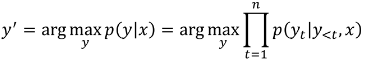 y′ = arg max_y p(y|x) = arg max_y ∏_{t=1}^{n} p(y_t|y_{<t}, x)